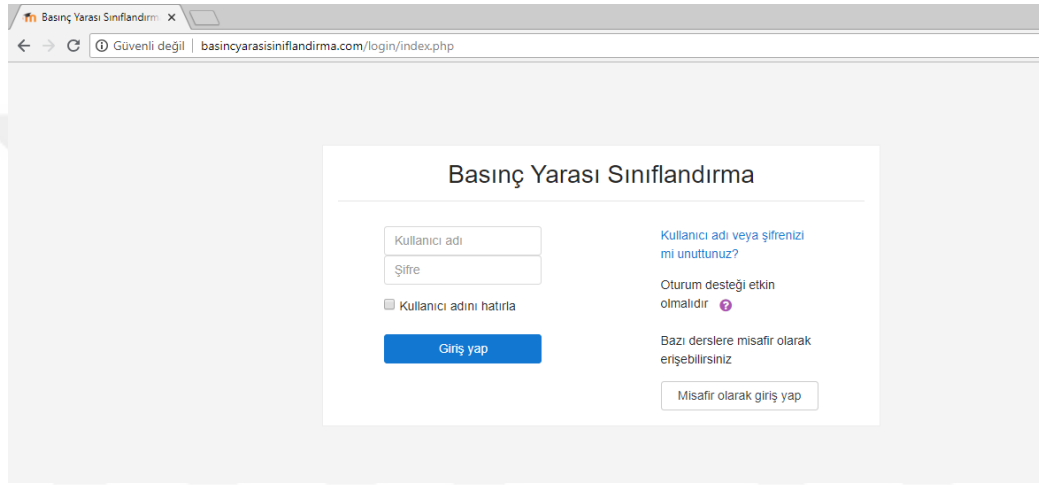 Basınç Yarası Sınıflandırm
Güvenli değil | basincyarasisiniflandirma.com/login/index.php
Basınç Yarası Sınıflandırma
Kullanıcı adı
Şifre
Kullanıcı adını hatırla
Giriş yap
Kullanıcı adı veya şifrenizi
mi unuttunuz?
Oturum desteği etkin
olmalıdır
Bazı derslere misafir olarak
erişebilirsiniz
Misafir olarak giriş yap